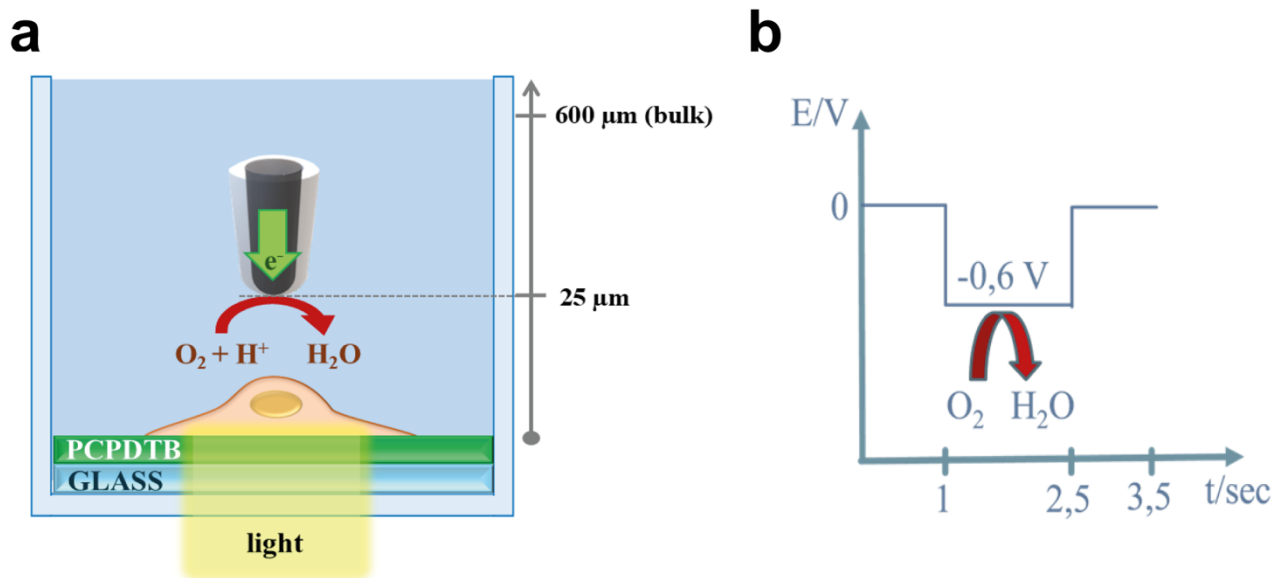 a
600 µm (bulk)
e⁻
25 µm
O₂ + H⁺ H₂O
PCPDTB
GLASS
light
b
E/V
0
-0,6 V
O₂ H₂O
1 2,5 3,5 t/sec